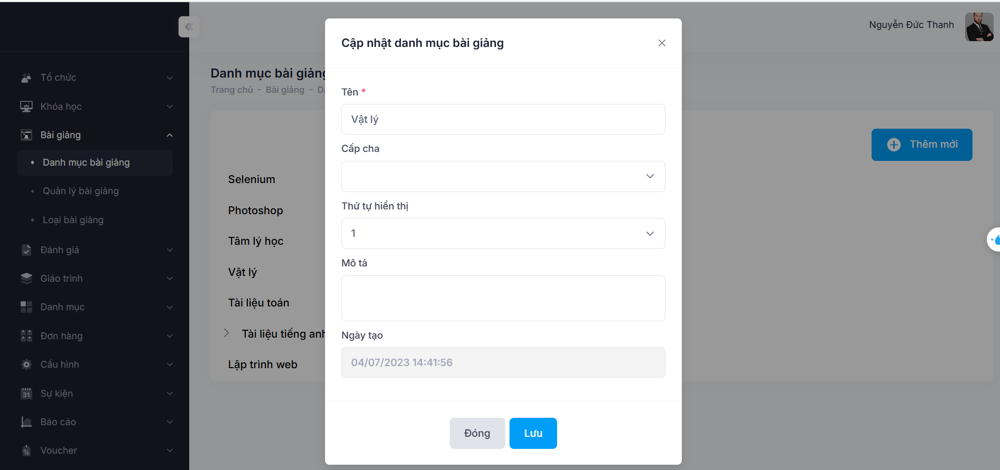 Nguyễn Đức Thanh
Tổ chức
Khóa học
Bài giảng
Danh mục bài giảng
Quản lý bài giảng
Loại bài giảng
Đánh giá
Giáo trình
Danh mục
Đơn hàng
Cấu hình
31 Sự kiện
Báo cáo
% Voucher
Danh mục bài giảng
Trang chủ - Bài giảng -
Thêm mới
Selenium
Photoshop
Tâm lý học
Vật lý
Tài liệu toán
Tài liệu tiếng anh
Lập trình web
Cập nhật danh mục bài giảng
Tên *
Vật lý
Cấp cha
Thứ tự hiển thị
1
Mô tả
Ngày tạo
04/07/2023 14:41:56
Đóng Lưu